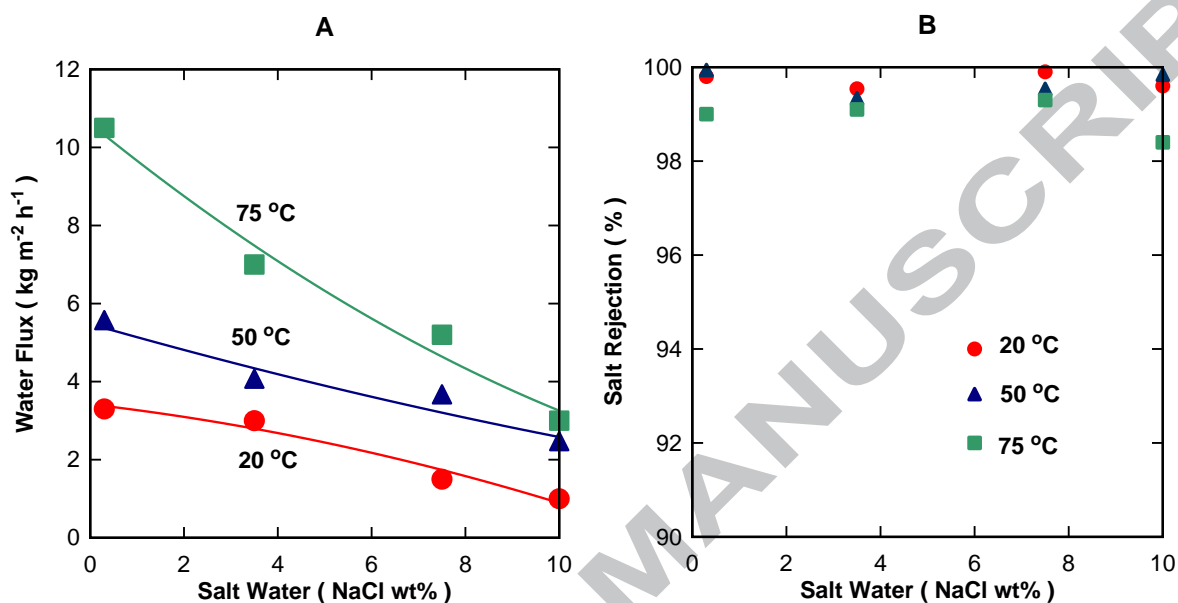 A
12
10
8
6
4
2
0
0 2 4 6 8 10
Water Flux ( kg m-2 h-1 )
Salt Water ( NaCl wt% )
75 oC
50 oC
20 oC
B
100
98
96
94
92
90
0 2 4 6 8 10
Salt Rejection ( % )
Salt Water ( NaCl wt% )
20 oC
50 oC
75 oC
MANUSCRIP